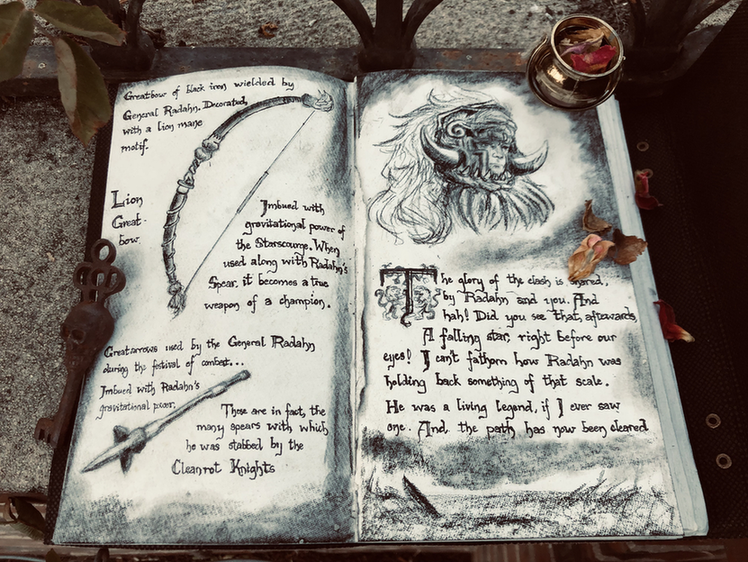 Greatbow of black iron wielded by
General Radahn. Decorated,
with a lion mane
motif.
Lion
Great-
bow
Imbued with
gravitational power of
the Starscourge. When
used along with Radahn's
Spear, it becomes a true
weapon of a champion.
Greatarrows used by the General Radahn
during the festival of combat...
Imbued with Radahn's
gravitational power.
These are in fact, the
many spears with which
he was stabbed by the
Cleanrot Knights
The glory of the clash is shared,
by Radahn and you. And
hah! Did you see that, afterwards,
A falling star, right before our
eyes! I can't fathom how Radahn was
holding back something of that scale.
He was a living legend, if I ever saw
one. And, the path has now been cleared